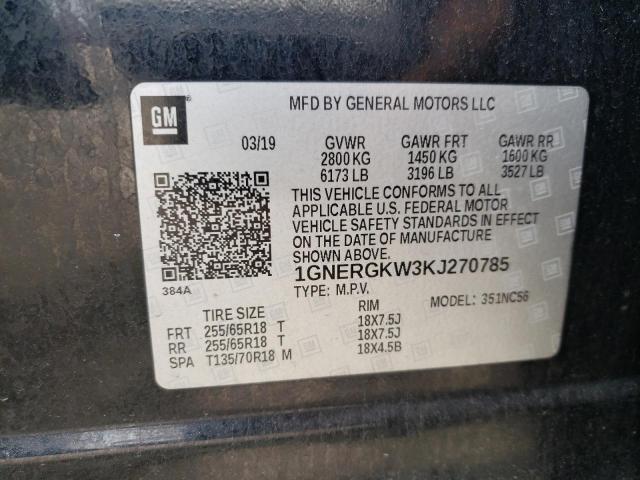 GM
MFD BY GENERAL MOTORS LLC
03/19 GVWR GAWR FRT GAWR RR
2800 KG 1450 KG 1600 KG
6173 LB 3196 LB 3527 LB
THIS VEHICLE CONFORMS TO ALL
APPLICABLE U.S. FEDERAL MOTOR
VEHICLE SAFETY STANDARDS IN EFFECT
ON THE DATE OF MANUFACTURE
SHOWN ABOVE.
1GNERGKW3KJ270785
384A
TYPE: M.P.V. MODEL: 351NC56
TIRE SIZE RIM
FRT 255/65R18 T 18X7.5J
RR 255/65R18 T 18X7.5J
SPA T135/70R18 M 18X4.5B